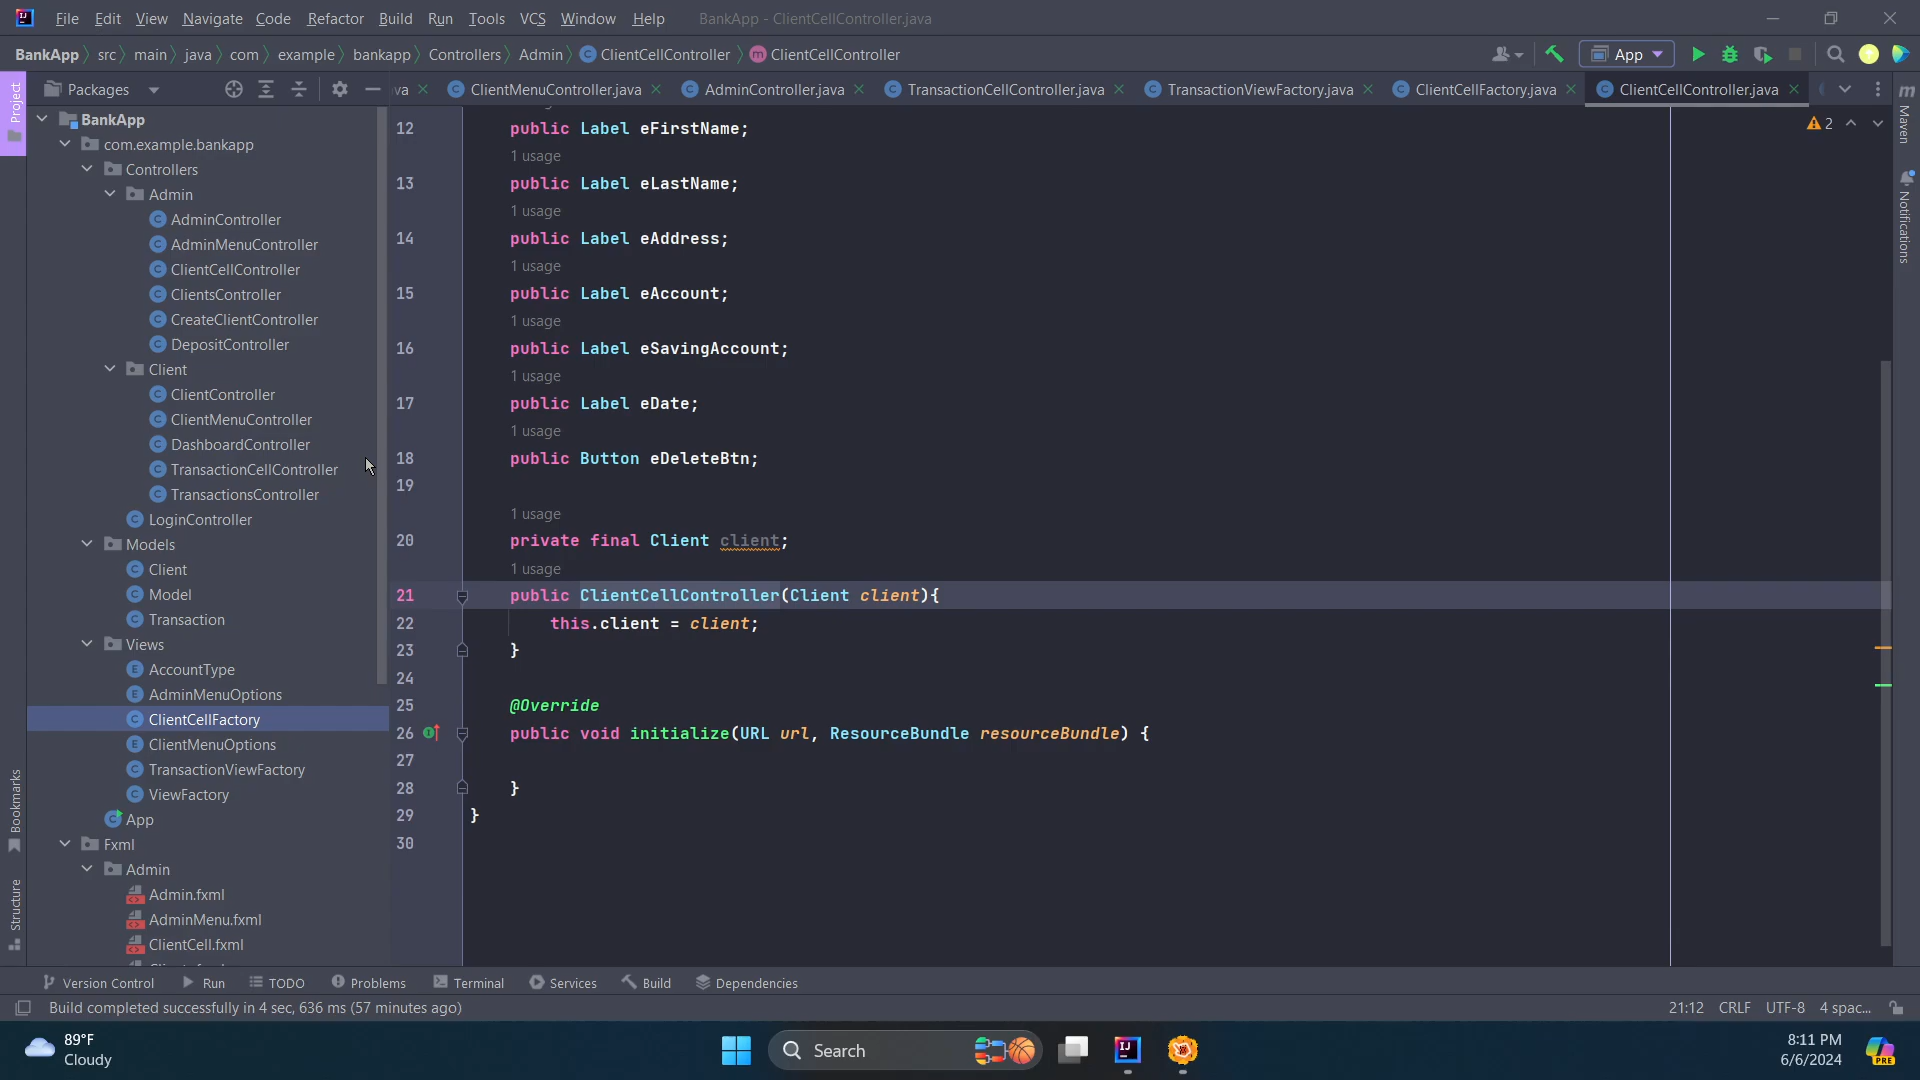 File Edit View Navigate Code Refactor Build Run Tools VCS Window Help BankApp - ClientCellController.java
BankApp src main java com example bankapp Controllers Admin ClientCellController ClientCellController App
Packages va ClientMenuController.java AdminController.java TransactionCellController.java TransactionViewFactory.java ClientCellFactory.java ClientCellController.java
Project
Bookmarks
Structure
BankApp
com.example.bankapp
Controllers
Admin
AdminController
AdminMenuController
ClientCellController
ClientsController
CreateClientController
DepositController
Client
ClientController
ClientMenuController
DashboardController
TransactionCellController
TransactionsController
LoginController
Models
Client
Model
Transaction
Views
AccountType
AdminMenuOptions
ClientCellFactory
ClientMenuOptions
TransactionViewFactory
ViewFactory
App
Fxml
Admin
Admin.fxml
AdminMenu.fxml
ClientCell.fxml
12 public Label eFirstName;
1 usage
13 public Label eLastName;
1 usage
14 public Label eAddress;
1 usage
15 public Label eAccount;
1 usage
16 public Label eSavingAccount;
1 usage
17 public Label eDate;
1 usage
18 public Button eDeleteBtn;
19
1 usage
20 private final Client client;
1 usage
21 public ClientCellController(Client client){
22 this.client = client;
23 }
24
25 @Override
26 public void initialize(URL url, ResourceBundle resourceBundle) {
27
28 }
29 }
30
2
m
Maven
Notifications
Version Control Run TODO Problems Terminal Services Build Dependencies
Build completed successfully in 4 sec, 636 ms (57 minutes ago) 21:12 CRLF UTF-8 4 spac...
89°F
Cloudy
Search
8:11 PM
6/6/2024
PRE